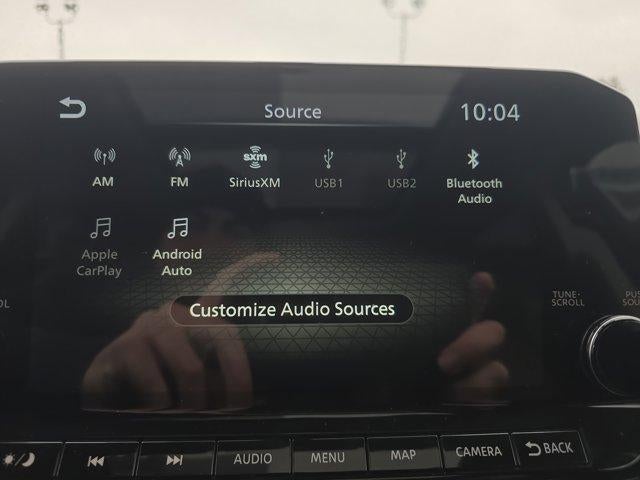 Source 10:04
AM FM SiriusXM USB1 USB2 Bluetooth Audio
sxm
Apple CarPlay Android Auto
Customize Audio Sources
TUNE-
SCROLL
AUDIO MENU MAP CAMERA BACK